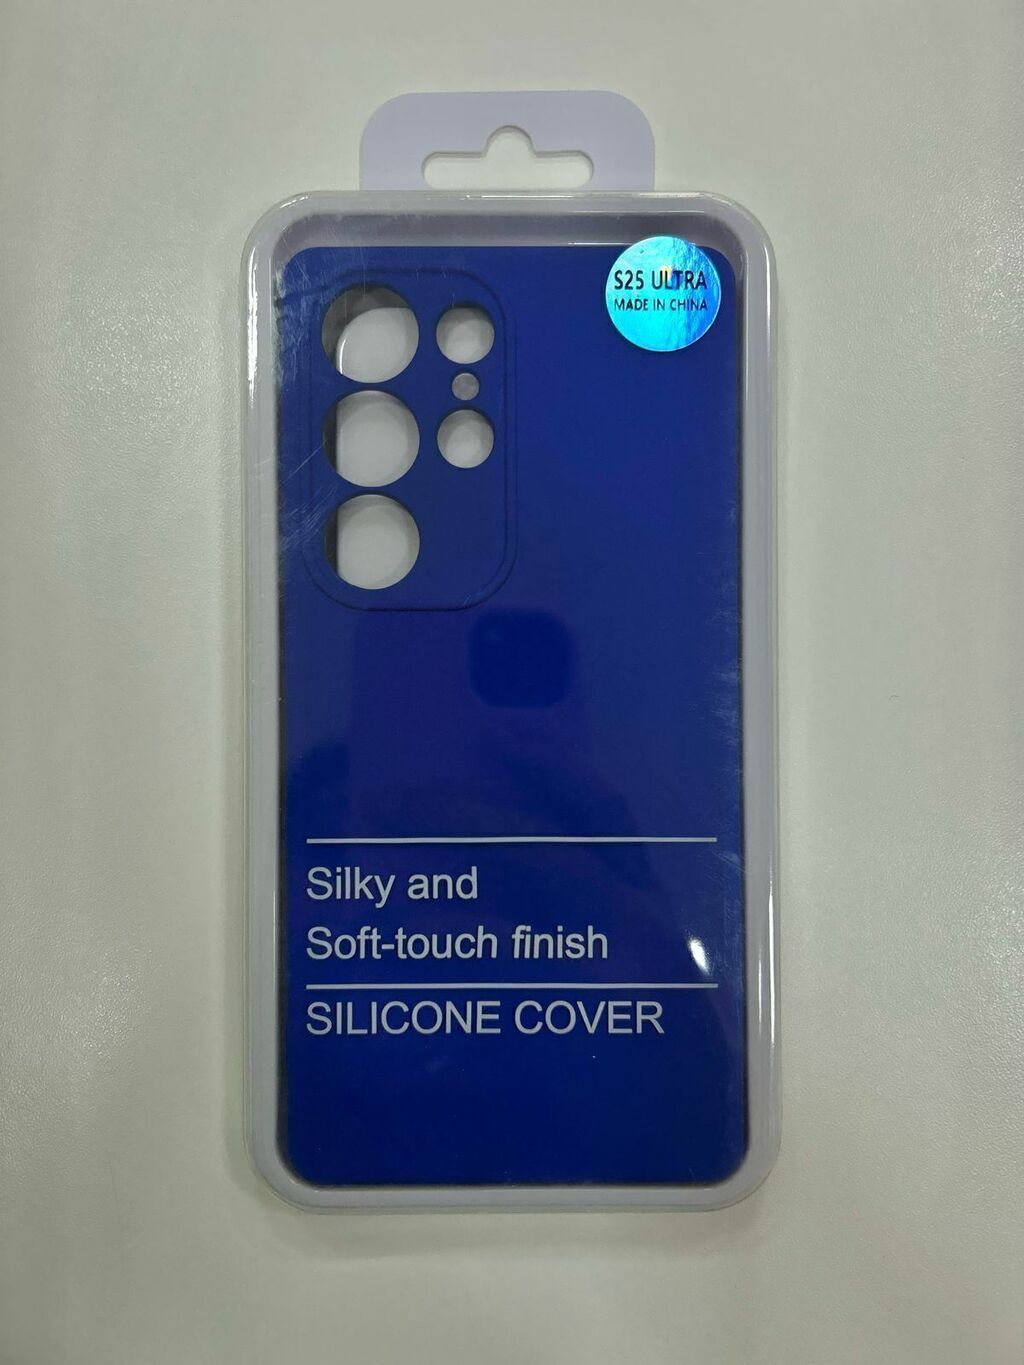 S25 ULTRA
MADE IN CHINA
Silky and
Soft-touch finish
SILICONE COVER